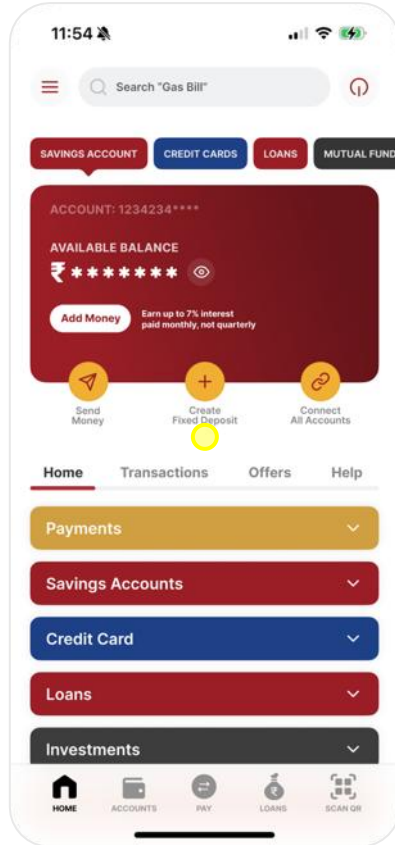 11:54
Search "Gas Bill"
SAVINGS ACCOUNT
CREDIT CARDS
LOANS
MUTUAL FUND
ACCOUNT: 1234234****
AVAILABLE BALANCE
₹*******
Add Money
Earn up to 7% interest
paid monthly, not quarterly
Send
Money
Create
Fixed Deposit
Connect
All Accounts
Home
Transactions
Offers
Help
Payments
Savings Accounts
Credit Card
Loans
Investments
HOME
ACCOUNTS
PAY
LOANS
SCAN QR